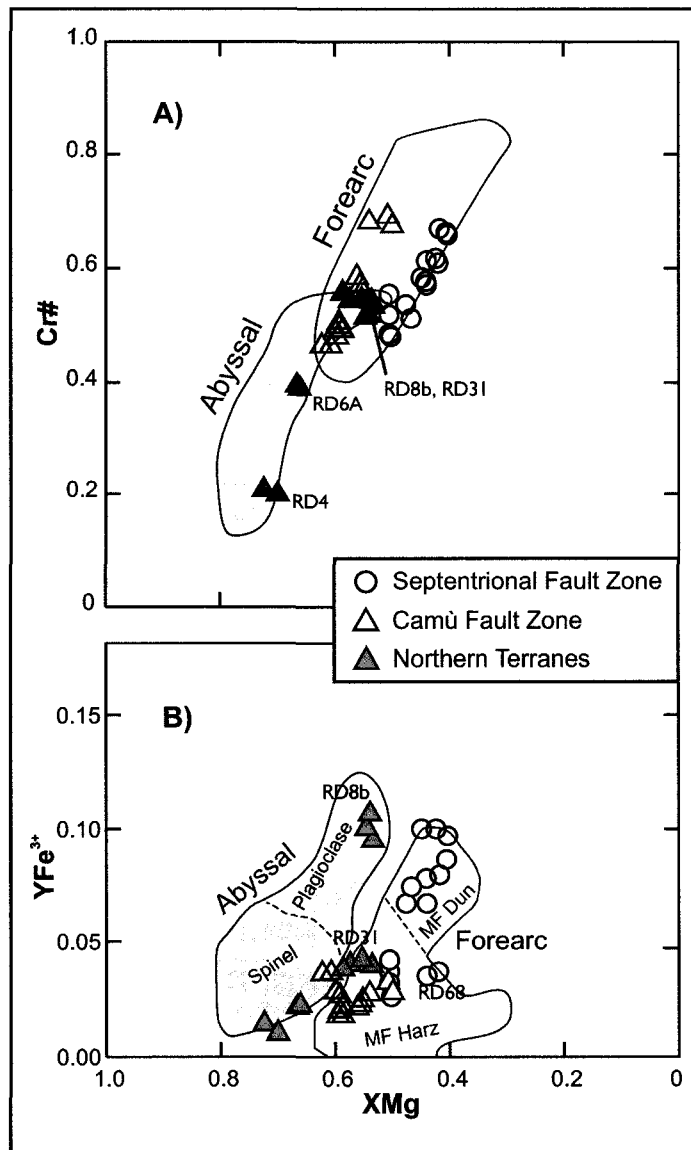 1.0
A)
0.8
Forearc
0.6
Cr#
Abyssal
0.4
RD8b, RD31
RD6A
0.2
RD4
0
Septentrional Fault Zone
Camù Fault Zone
Northern Terranes
B)
0.15
RD8b
YFe³⁺
0.10
Abyssal
Plagioclase
MF Dun
Forearc
0.05
RD31
Spinel
RD68
MF Harz
0.00
1.0 0.8 0.6 0.4 0.2 0
XMg